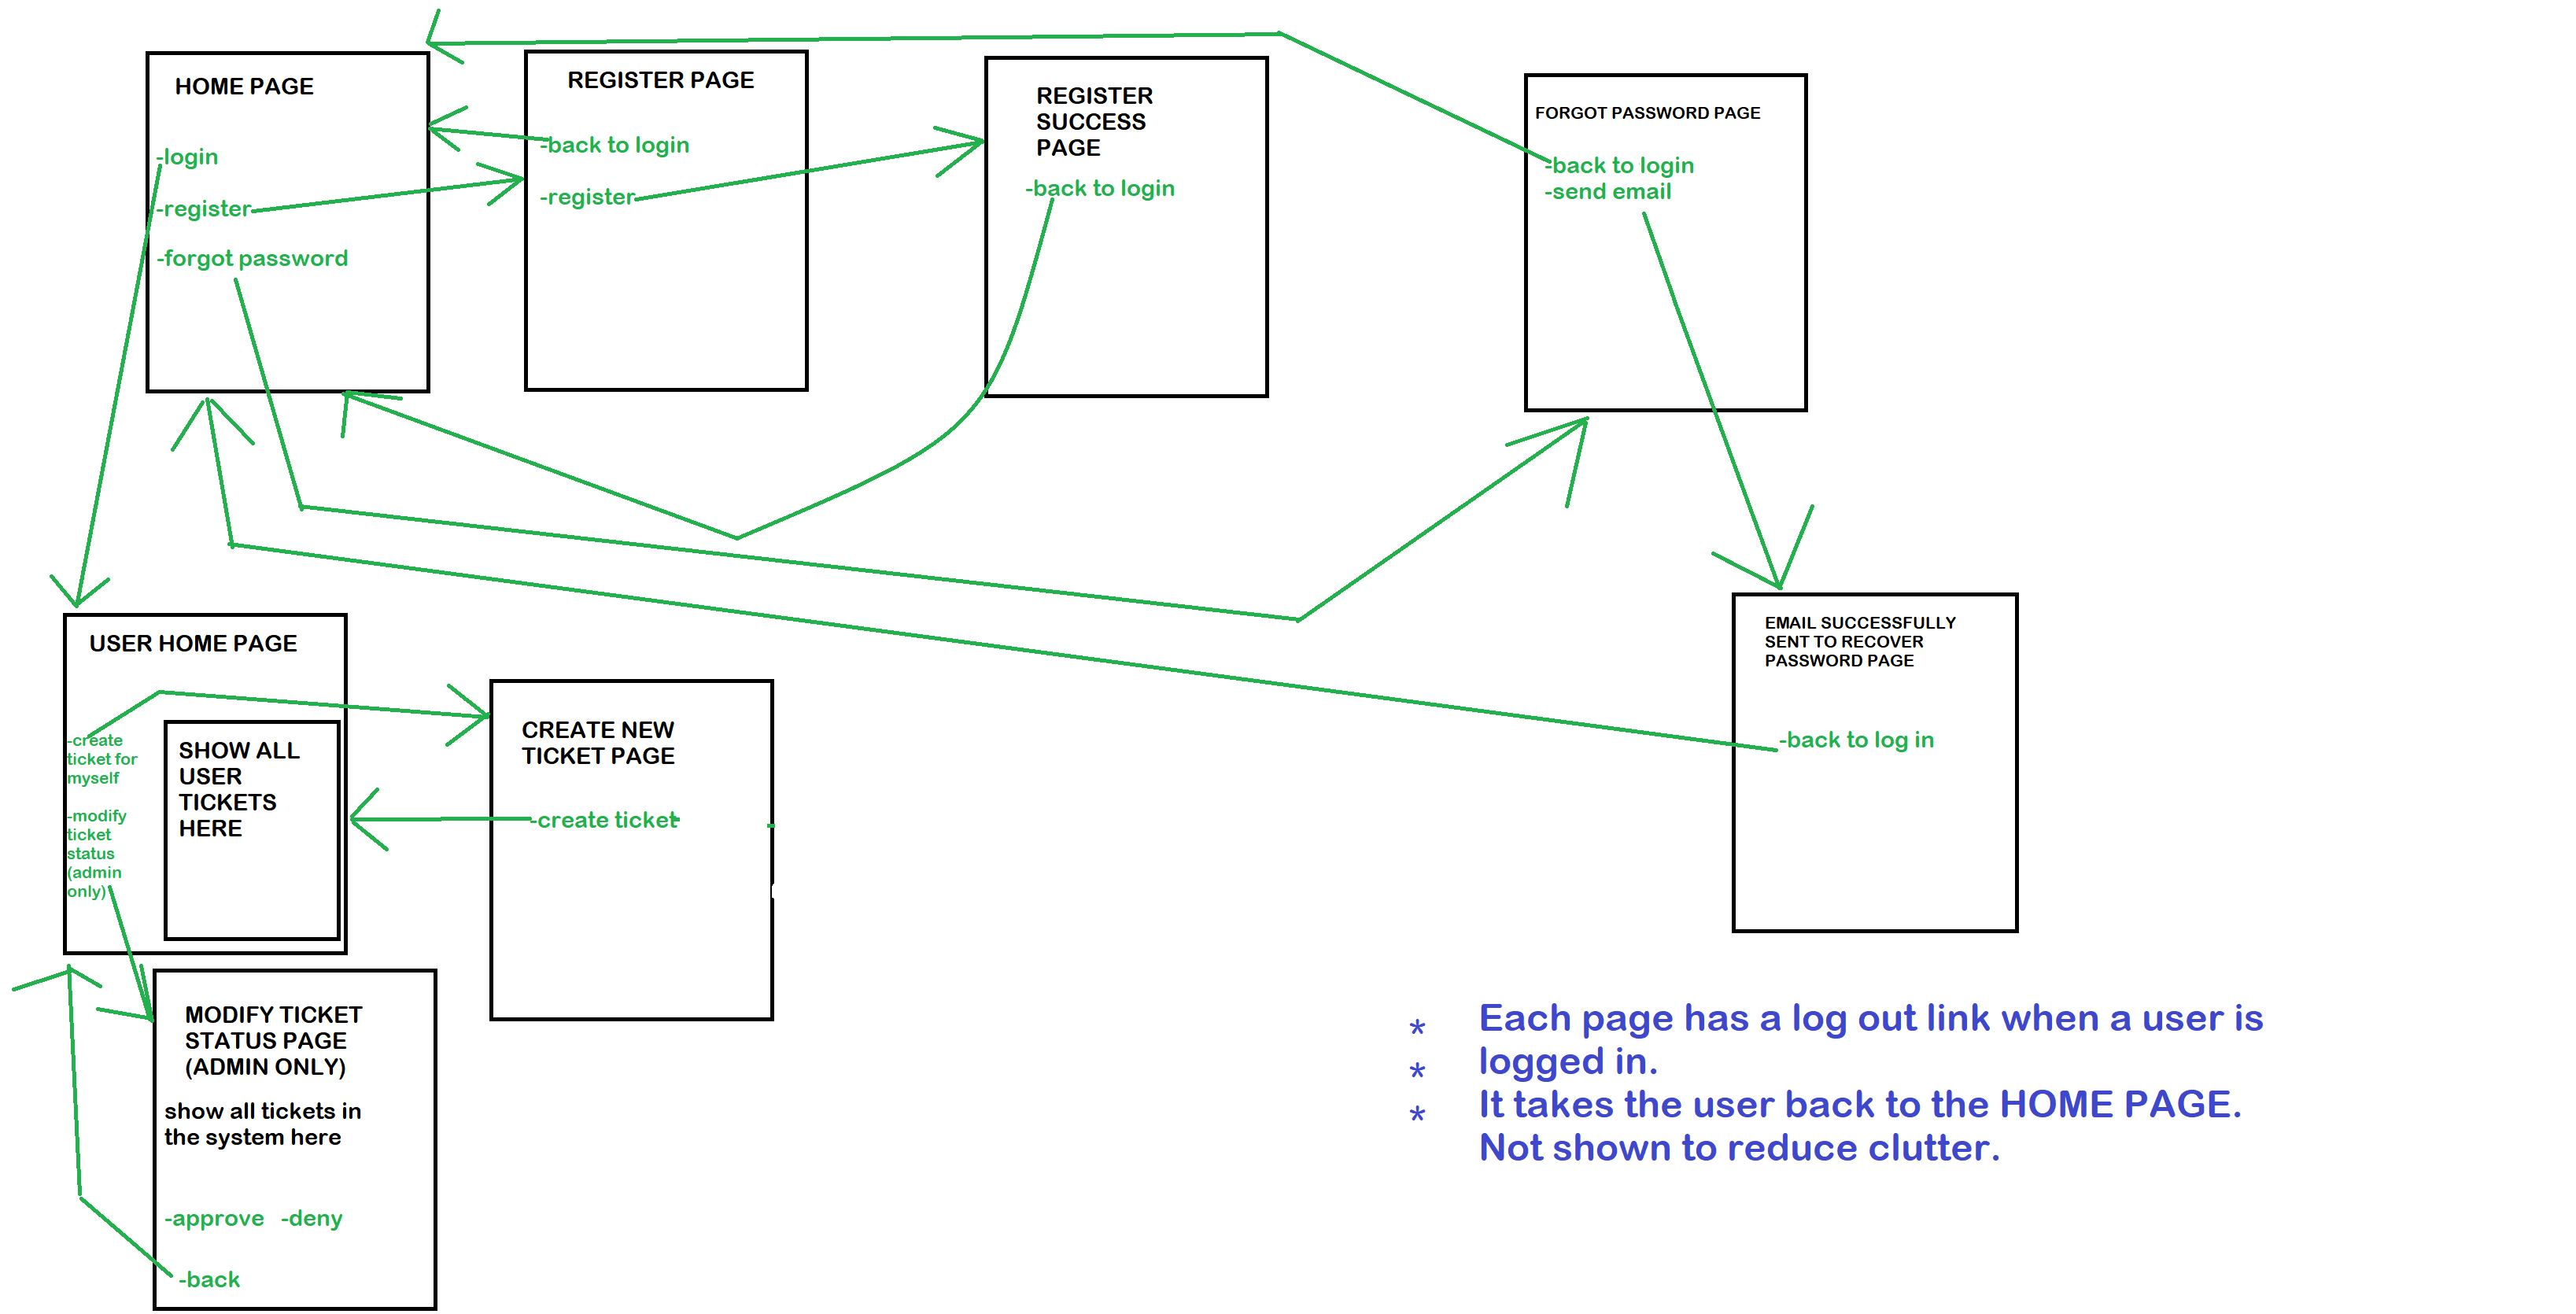 HOME PAGE
-login
-register
-forgot password
REGISTER PAGE
-back to login
-register
REGISTER
SUCCESS
PAGE
-back to login
FORGOT PASSWORD PAGE
-back to login
-send email
USER HOME PAGE
-create
ticket for
myself
-modify
ticket
status
(admin
only)
SHOW ALL
USER
TICKETS
HERE
CREATE NEW
TICKET PAGE
-create ticket
EMAIL SUCCESSFULLY
SENT TO RECOVER
PASSWORD PAGE
-back to log in
MODIFY TICKET
STATUS PAGE
(ADMIN ONLY)
show all tickets in
the system here
-approve -deny
-back
* Each page has a log out link when a user is
* logged in.
* It takes the user back to the HOME PAGE.
Not shown to reduce clutter.